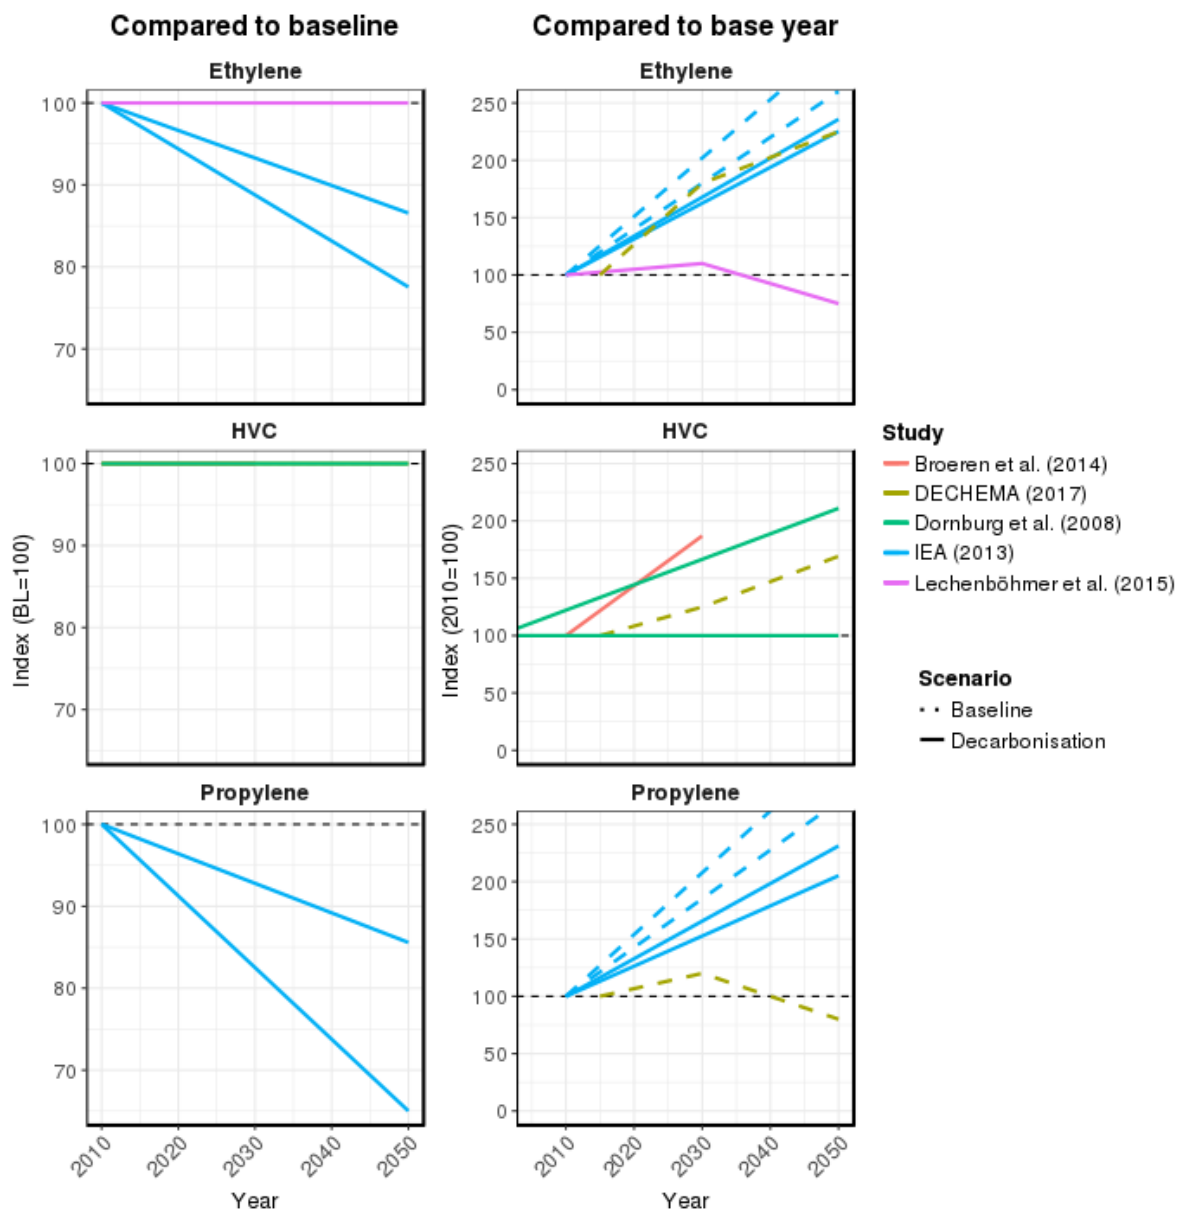 Compared to baseline
Compared to base year
Ethylene
Ethylene
100
90
80
70
250
200
150
100
50
0
HVC
HVC
100
90
80
70
250
200
150
100
50
0
Index (BL=100)
Index (2010=100)
Study
Broeren et al. (2014)
DECHEMA (2017)
Dornburg et al. (2008)
IEA (2013)
Lechenböhmer et al. (2015)
Scenario
Baseline
Decarbonisation
Propylene
Propylene
100
90
80
70
250
200
150
100
50
0
2010
2020
2030
2040
2050
2010
2020
2030
2040
2050
Year
Year